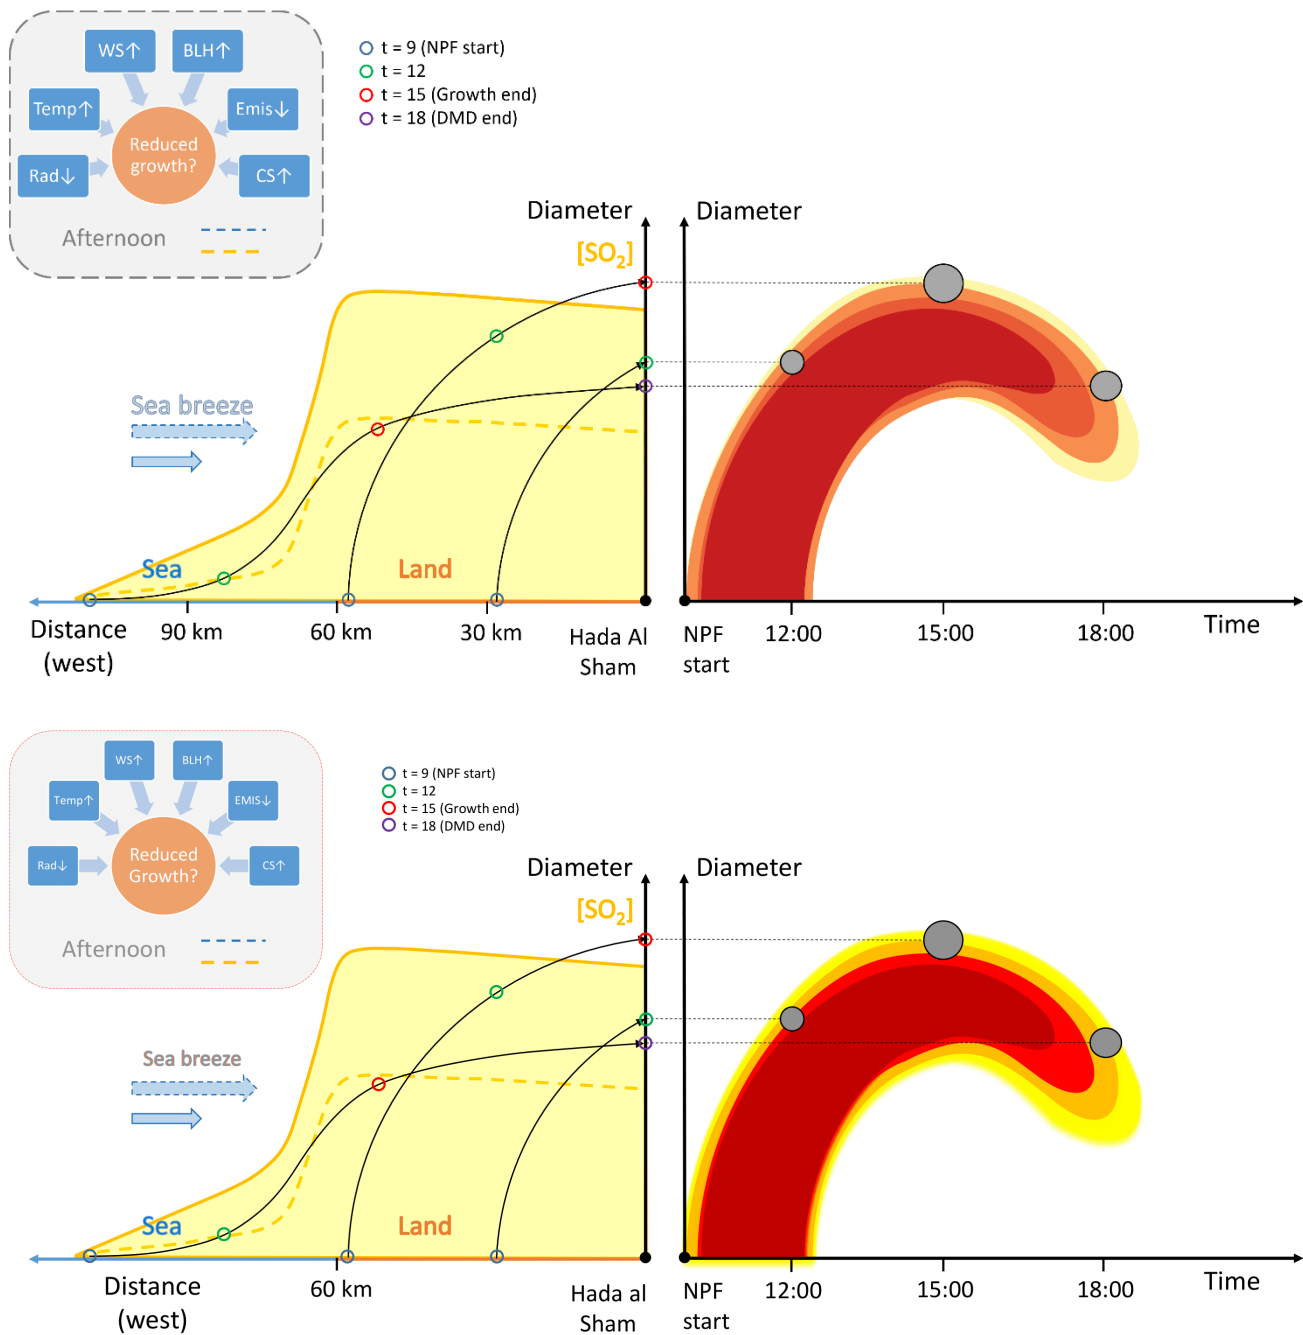 WS↑
BLH↑
Temp↑
Emis↓
Reduced
growth?
Rad↓
CS↑
Afternoon
t = 9 (NPF start)
t = 12
t = 15 (Growth end)
t = 18 (DMD end)
Diameter
[SO₂]
Diameter
Sea breeze
Sea
Land
Distance
(west)
90 km
60 km
30 km
Hada Al
Sham
NPF
start
12:00
15:00
18:00
Time
WS↑
BLH↑
Temp↑
EMIS↓
Reduced
Growth?
Rad↓
CS↑
Afternoon
t = 9 (NPF start)
t = 12
t = 15 (Growth end)
t = 18 (DMD end)
Diameter
[SO₂]
Diameter
Sea breeze
Sea
Land
Distance
(west)
60 km
Hada al
Sham
NPF
start
12:00
15:00
18:00
Time